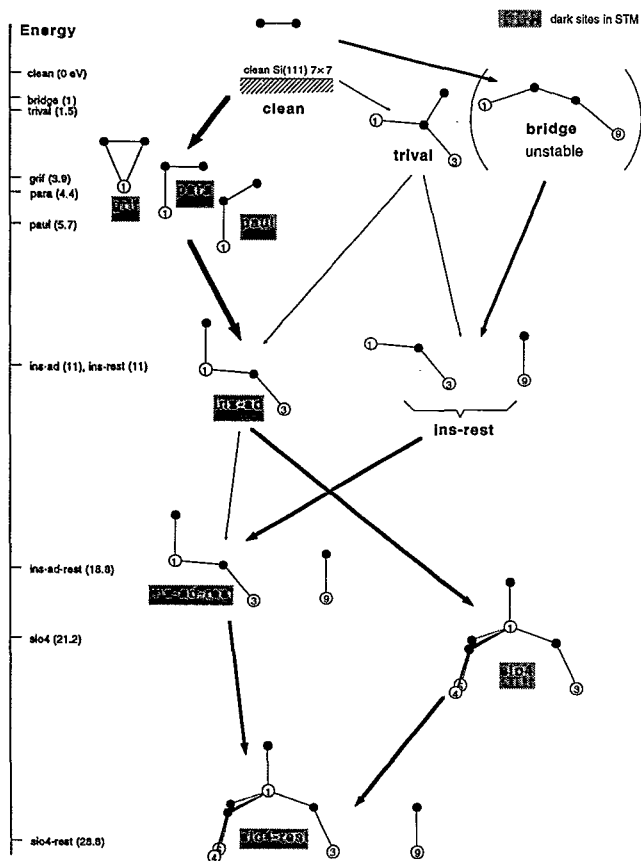 Energy
dark sites in STM
clean (0 eV)
clean Si(111) 7×7
clean
bridge (1)
trival (1.5)
1
3
trival
1
9
bridge
unstable
grif (3.9)
para (4.4)
paul (5.7)
1
1
1
paul
ins-ad (11), ins-rest (11)
1
3
ins-ad
1
3
9
ins-rest
ins-ad-rest (18.8)
1
3
9
ins-ad-rest
sio4 (21.2)
1
4
3
sio4
sio4-rest (28.8)
1
4
3
9
sio4-rest